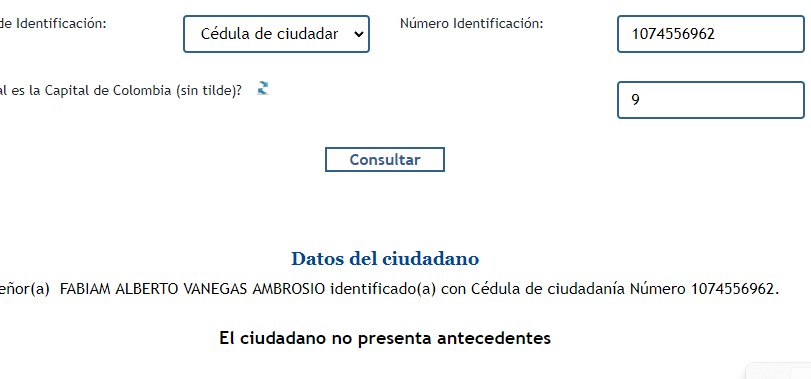 de Identificación: Cédula de ciudadar Número Identificación: 1074556962
al es la Capital de Colombia (sin tilde)? 9
Consultar
Datos del ciudadano
eñor(a) FABIAM ALBERTO VANEGAS AMBROSIO identificado(a) con Cédula de ciudadanía Número 1074556962.
El ciudadano no presenta antecedentes